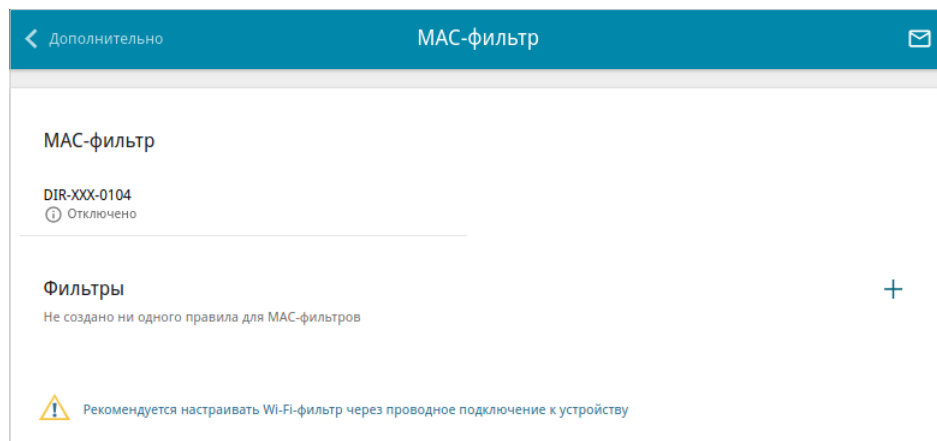 Дополнительно
MAC-фильтр
MAC-фильтр
DIR-XXX-0104
Отключено
Фильтры
Не создано ни одного правила для MAC-фильтров
Рекомендуется настраивать Wi-Fi-фильтр через проводное подключение к устройству